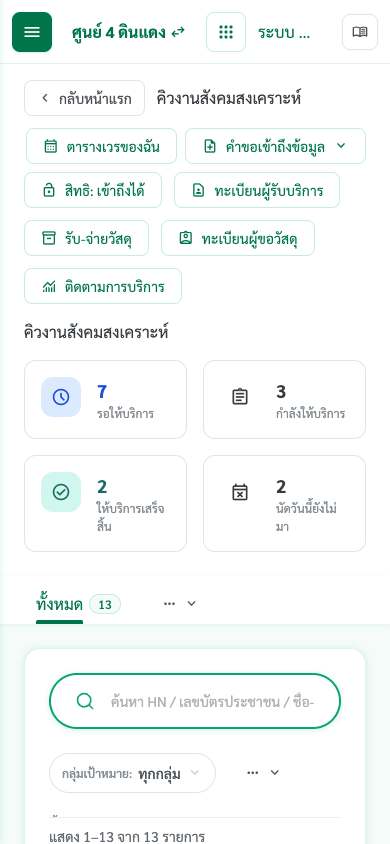 ศูนย์ 4 ดินแดง
ระบบ ...
กลับหน้าแรก
คิวงานสังคมสงเคราะห์
ตารางเวรของฉัน
คำขอเข้าถึงข้อมูล
สิทธิ: เข้าถึงได้
ทะเบียนผู้รับบริการ
รับ-จ่ายวัสดุ
ทะเบียนผู้ขอวัสดุ
ติดตามการบริการ
คิวงานสังคมสงเคราะห์
7
รอให้บริการ
3
กำลังให้บริการ
2
ให้บริการเสร็จ
สิ้น
2
นัดวันนี้ยังไม่
มา
ทั้งหมด 13
ค้นหา HN / เลขบัตรประชาชน / ชื่อ-
กลุ่มเป้าหมาย: ทุกกลุ่ม
แสดง 1–13 จาก 13 รายการ